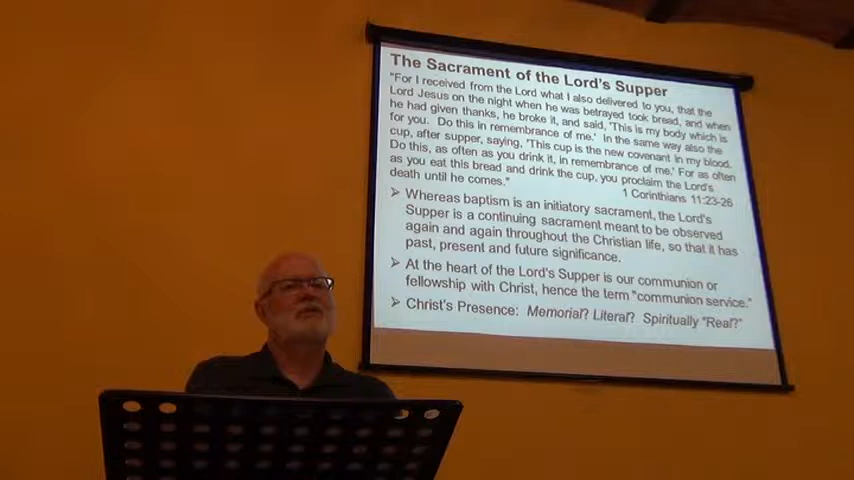 The Sacrament of the Lord's Supper
"For I received from the Lord what I also delivered to you, that the
Lord Jesus on the night when he was betrayed took bread, and when
he had given thanks, he broke it, and said, 'This is my body which is
for you. Do this in remembrance of me.' In the same way also the
cup, after supper, saying, 'This cup is the new covenant in my blood.
Do this, as often as you drink it, in remembrance of me.' For as often
as you eat this bread and drink the cup, you proclaim the Lord's
death until he comes."
1 Corinthians 11:23-26
➢ Whereas baptism is an initiatory sacrament, the Lord's
Supper is a continuing sacrament meant to be observed
again and again throughout the Christian life, so that it has
past, present and future significance.
➢ At the heart of the Lord's Supper is our communion or
fellowship with Christ, hence the term "communion service."
➢ Christ's Presence: Memorial? Literal? Spiritually "Real?"